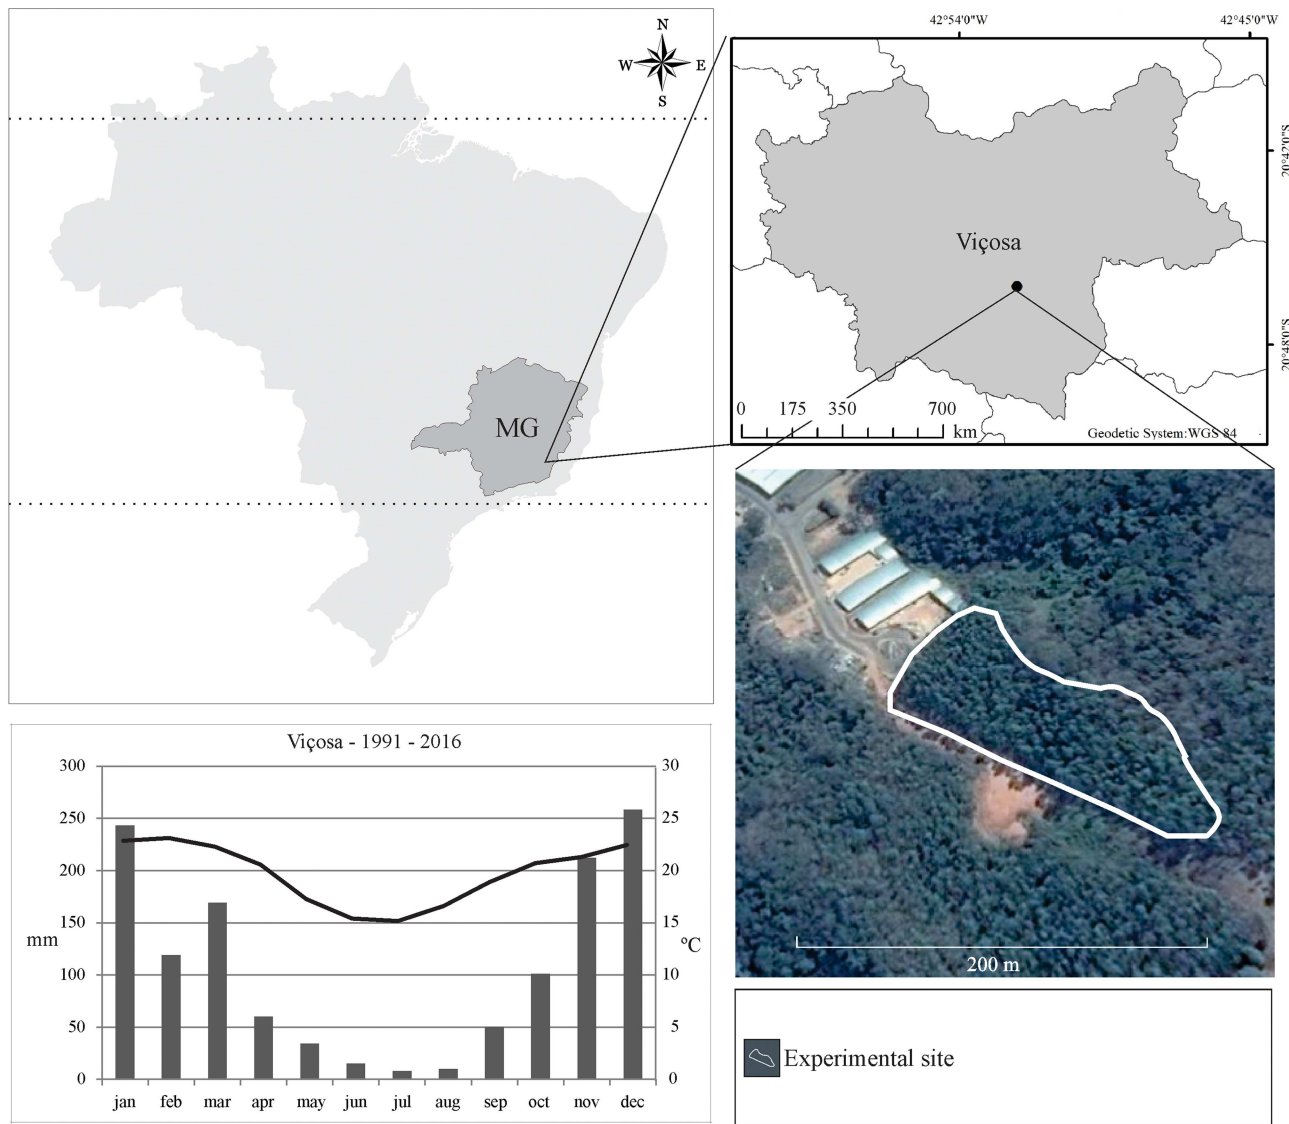 N
W E
S
MG
42°54'0"W 42°45'0"W
20°42'0"S
Viçosa
20°48'0"S
0 175 350 700
km
Geodetic System:WGS 84
200 m
Experimental site
Viçosa - 1991 - 2016
300 30
250 25
200 20
150 15
mm ºC
100 10
50 5
0 0
jan feb mar apr may jun jul aug sep oct nov dec